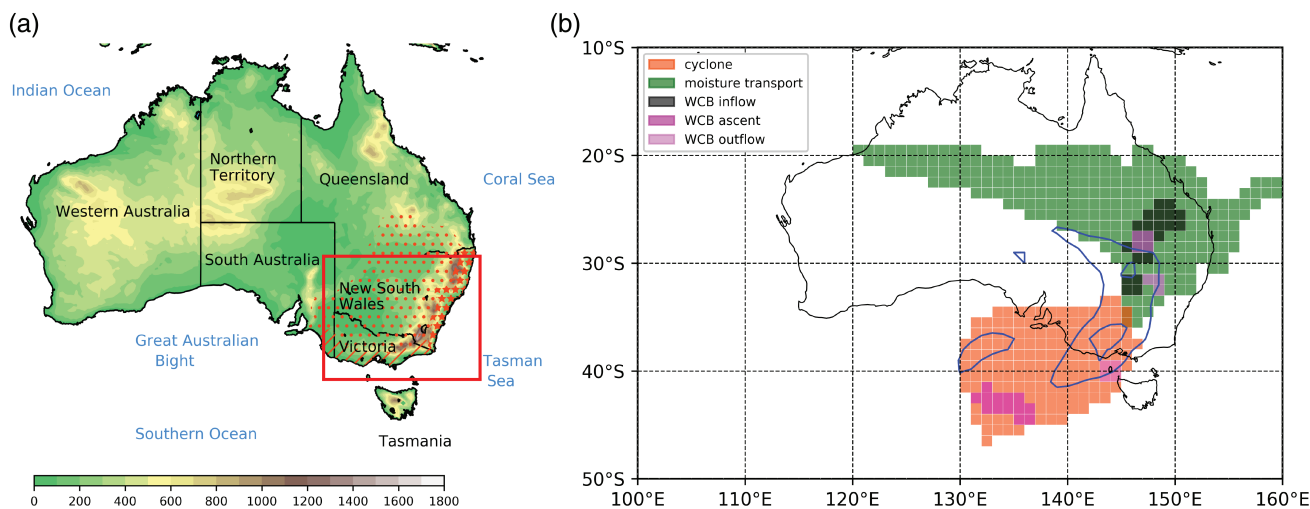 (a)
Indian Ocean
Northern
Territory
Queensland
Coral Sea
Western Australia
South Australia
New South
Wales
Victoria
Great Australian
Bight
Tasman
Sea
Southern Ocean
Tasmania
0 200 400 600 800 1000 1200 1400 1600 1800
(b)
10°S
20°S
30°S
40°S
50°S
cyclone
moisture transport
WCB inflow
WCB ascent
WCB outflow
100°E 110°E 120°E 130°E 140°E 150°E 160°E